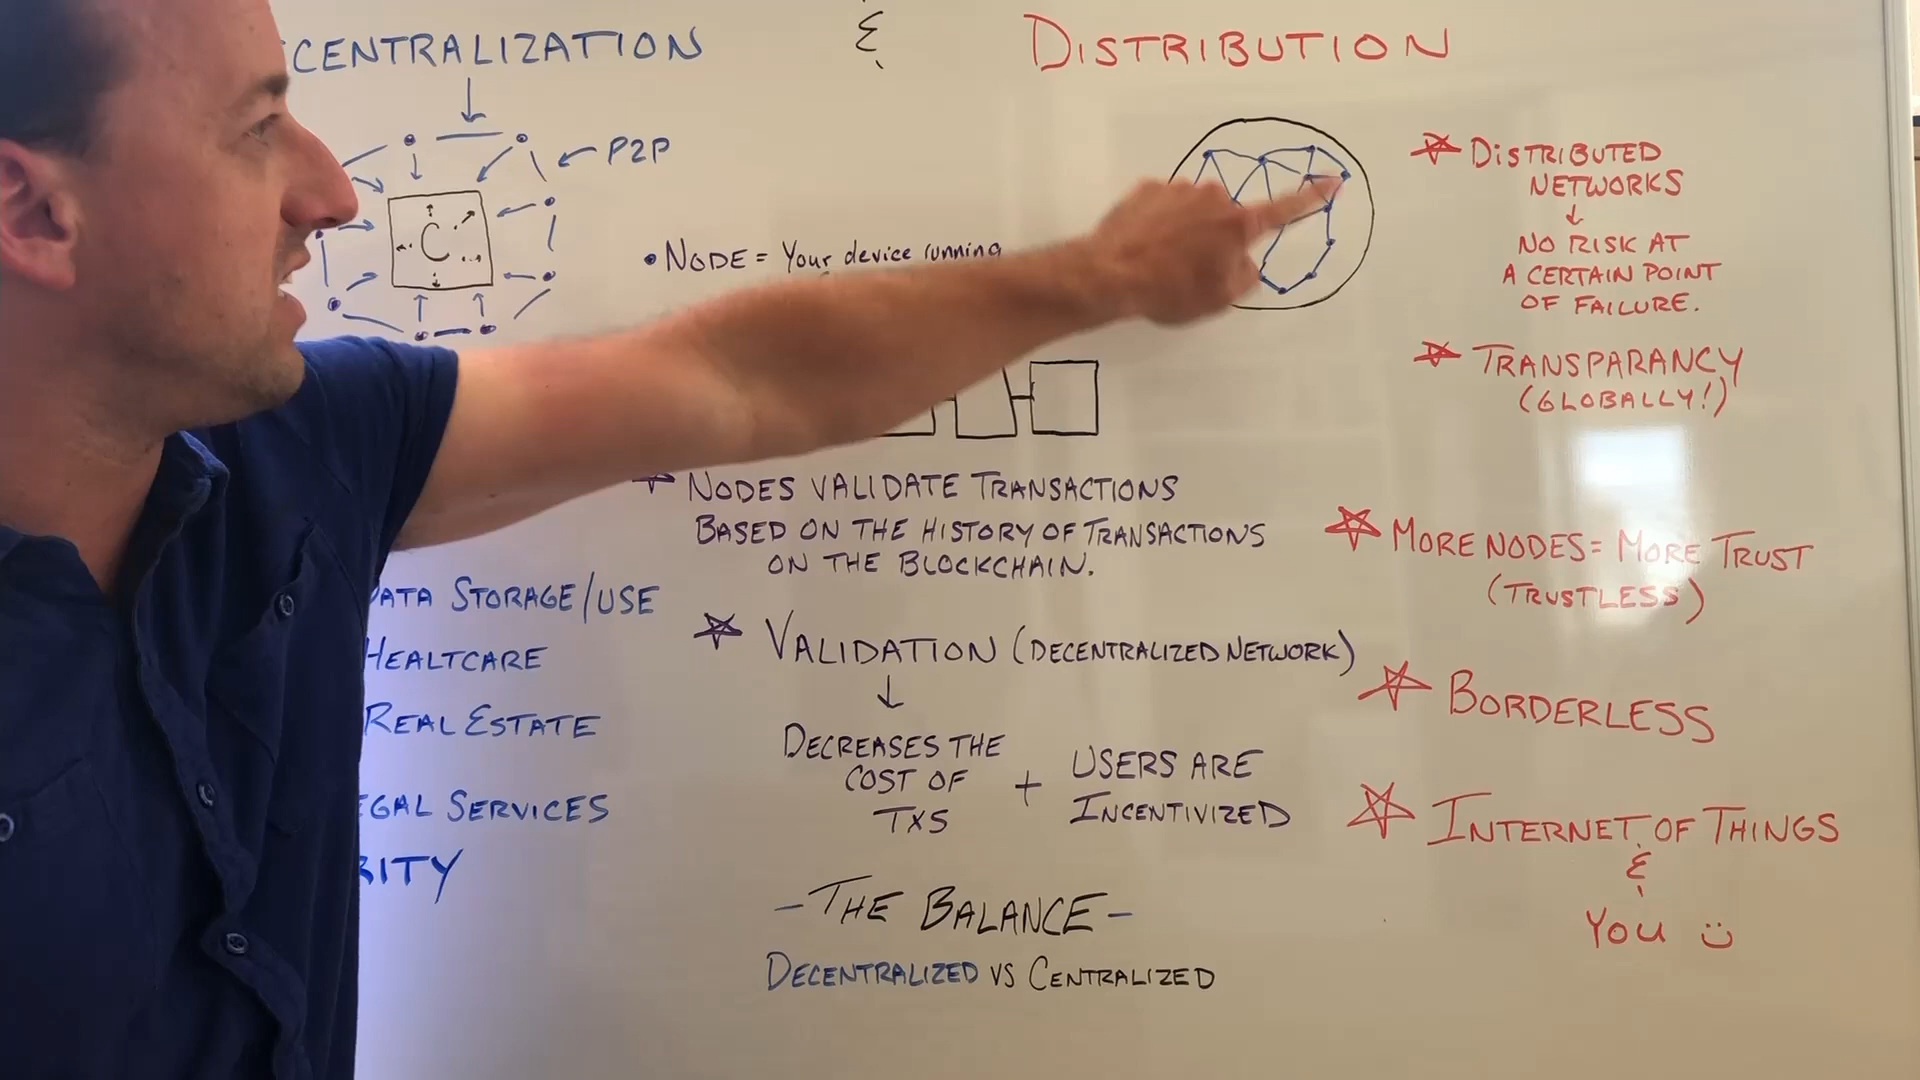 CENTRALIZATION
&
DISTRIBUTION
P2P
C
• NODE = Your device running
NODES VALIDATE TRANSACTIONS
BASED ON THE HISTORY OF TRANSACTIONS
ON THE BLOCKCHAIN.
DATA STORAGE/USE
HEALTCARE
REAL ESTATE
EGAL SERVICES
RITY
VALIDATION (DECENTRALIZED NETWORK)
DECREASES THE
COST OF
TXS
+
USERS ARE
INCENTIVIZED
- THE BALANCE -
DECENTRALIZED VS CENTRALIZED
DISTRIBUTED
NETWORKS
NO RISK AT
A CERTAIN POINT
OF FAILURE.
TRANSPARANCY
(GLOBALLY!)
MORE NODES = MORE TRUST
(TRUSTLESS)
BORDERLESS
INTERNET OF THINGS
&
YOU :)